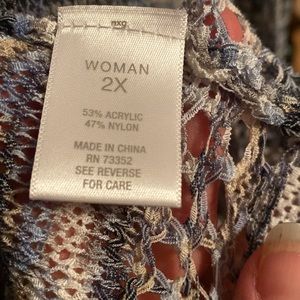 WOMAN
2X
53% ACRYLIC
47% NYLON
MADE IN CHINA
RN 73352
SEE REVERSE
FOR CARE